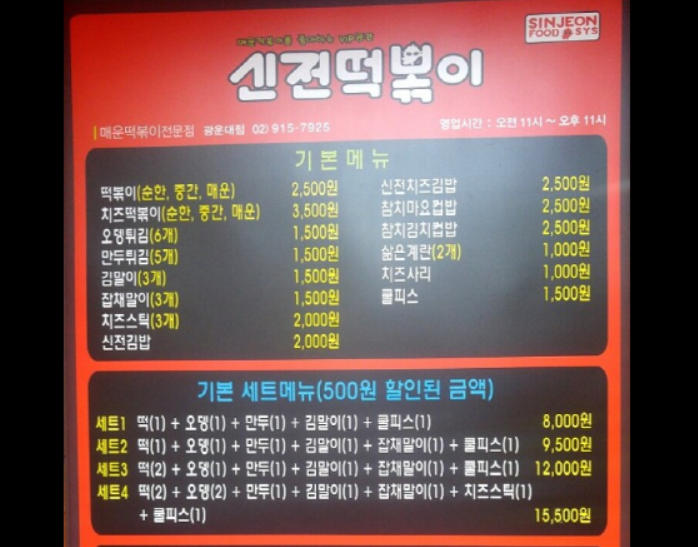 매운떡볶이를 좋아하는 VIP클럽
SINJEON
FOOD SYS
신전떡볶이
매운떡볶이전문점 광운대점 02) 915-7925
영업시간 : 오전 11시 ~ 오후 11시
기본메뉴
떡볶이(순한, 중간, 매운) 2,500원
치즈떡볶이(순한, 중간, 매운) 3,500원
오뎅튀김(6개) 1,500원
만두튀김(5개) 1,500원
김말이(3개) 1,500원
잡채말이(3개) 1,500원
치즈스틱(3개) 2,000원
신전김밥 2,000원
신전치즈김밥 2,500원
참치마요컵밥 2,500원
참치김치컵밥 2,500원
삶은계란(2개) 1,000원
치즈사리 1,000원
쿨피스 1,500원
기본 세트메뉴(500원 할인된 금액)
세트1 떡(1) + 오뎅(1) + 만두(1) + 김말이(1) + 쿨피스(1) 8,000원
세트2 떡(1) + 오뎅(1) + 만두(1) + 김말이(1) + 잡채말이(1) + 쿨피스(1) 9,500원
세트3 떡(2) + 오뎅(1) + 만두(1) + 김말이(1) + 잡채말이(1) + 쿨피스(1) 12,000원
세트4 떡(2) + 오뎅(2) + 만두(1) + 김말이(1) + 잡채말이(1) + 치즈스틱(1)
+ 쿨피스(1) 15,500원